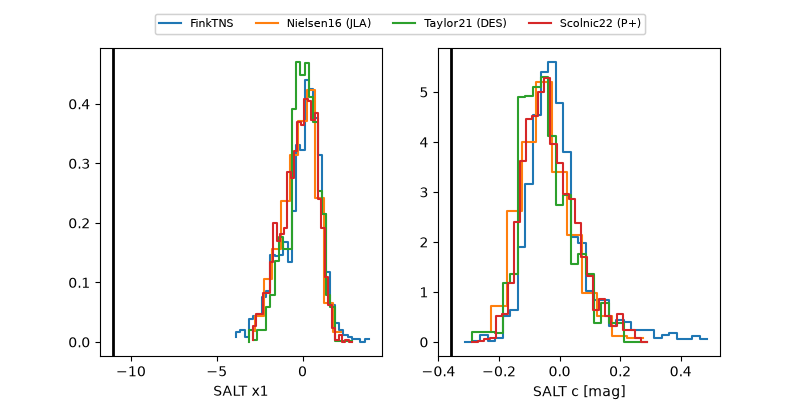 FinkTNS Nielsen16 (JLA) Taylor21 (DES) Scolnic22 (P+)
0.4
0.3
0.2
0.1
0.0
−10 −5 0
SALT x1
5
4
3
2
1
0
−0.4 −0.2 0.0 0.2 0.4
SALT c [mag]